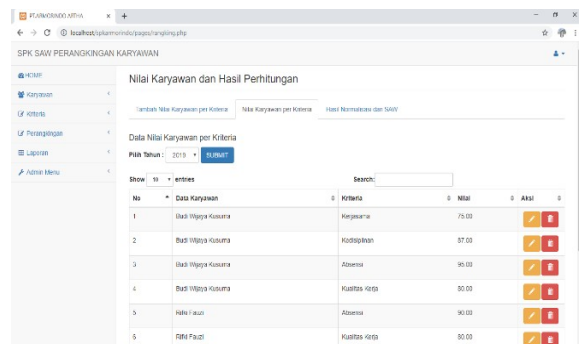 PT.ARMORINDO ARTHA
localhost/spkarmorindo/pages/rangking.php
SPK SAW PERANGKINGAN KARYAWAN
HOME
Karyawan
Kriteria
Perangkingan
Laporan
Admin Menu
Nilai Karyawan dan Hasil Perhitungan
Tambah Nilai Karyawan per Kriteria Nilai Karyawan per Kriteria Hasil Normalisasi dan SAW
Data Nilai Karyawan per Kriteria
Pilih Tahun : 2019 SUBMIT
Show 10 entries Search:
No Data Karyawan Kriteria Nilai Aksi
1 Budi Wijaya Kusuma Kerjasama 75.00
2 Budi Wijaya Kusuma Kedisiplinan 87.00
3 Budi Wijaya Kusuma Absensi 95.00
4 Budi Wijaya Kusuma Kualitas Kerja 80.00
5 Rifki Fauzi Absensi 90.00
6 Rifki Fauzi Kualitas Kerja 80.00